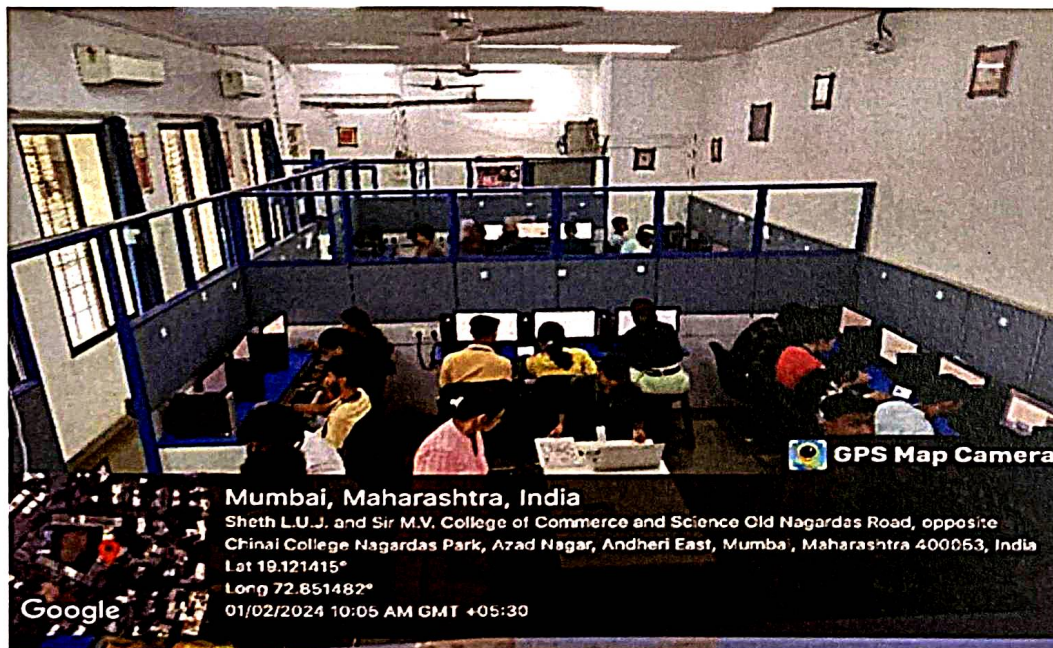 GPS Map Camera
Mumbai, Maharashtra, India
Sheth L.U.J. and Sir M.V. College of Commerce and Science Old Nagardas Road, opposite
Chinai College Nagardas Park, Azad Nagar, Andheri East, Mumbai, Maharashtra 400053, India
Lat 19.121415°
Long 72.851482°
01/02/2024 10:05 AM GMT +05:30
Google